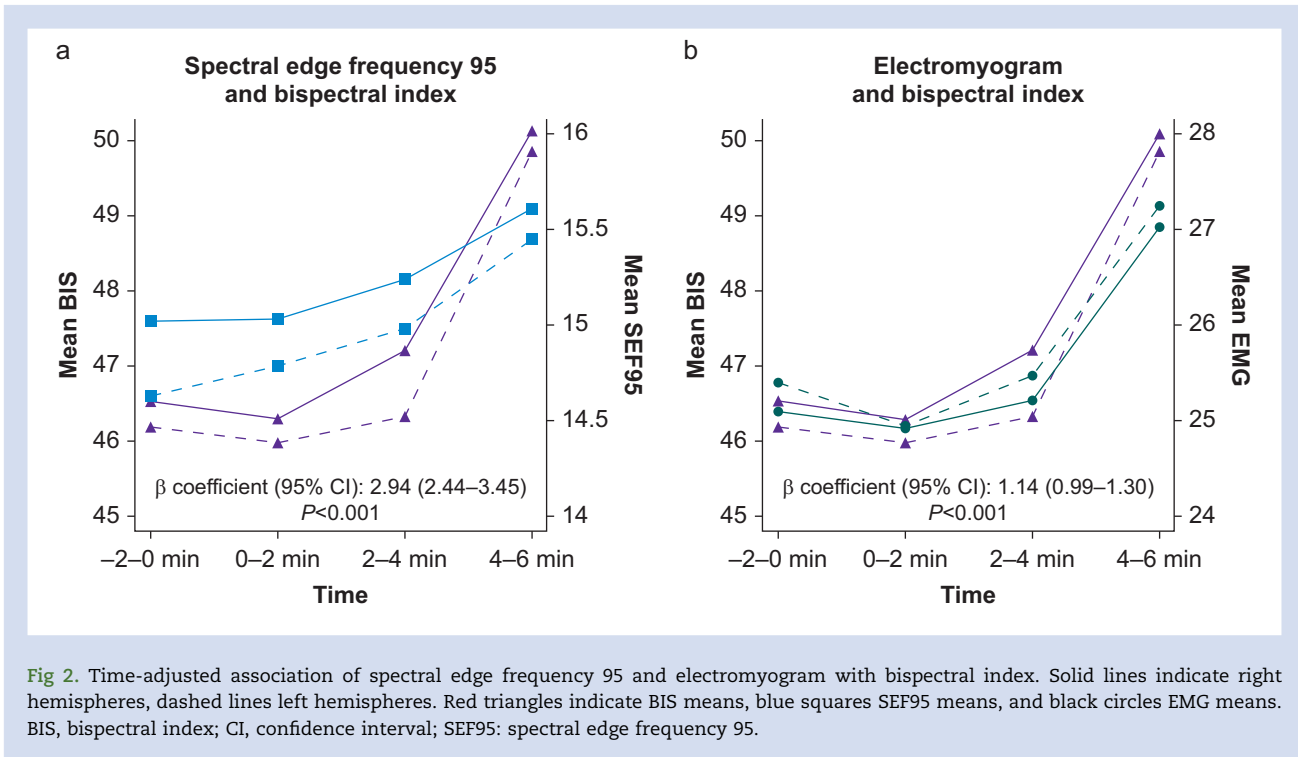 a
Spectral edge frequency 95
and bispectral index
50
49
48
47
46
45
Mean BIS
16
15.5
15
14.5
14
Mean SEF95
β coefficient (95% CI): 2.94 (2.44–3.45)
P<0.001
–2–0 min 0–2 min 2–4 min 4–6 min
Time
b
Electromyogram
and bispectral index
50
49
48
47
46
45
Mean BIS
28
27
26
25
24
Mean EMG
β coefficient (95% CI): 1.14 (0.99–1.30)
P<0.001
–2–0 min 0–2 min 2–4 min 4–6 min
Time
Fig 2. Time-adjusted association of spectral edge frequency 95 and electromyogram with bispectral index. Solid lines indicate right
hemispheres, dashed lines left hemispheres. Red triangles indicate BIS means, blue squares SEF95 means, and black circles EMG means.
BIS, bispectral index; CI, confidence interval; SEF95: spectral edge frequency 95.